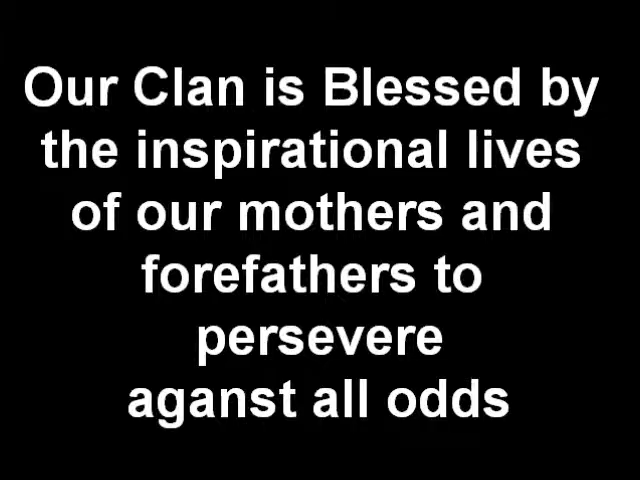 Our Clan is Blessed by
the inspirational lives
of our mothers and
forefathers to
persevere
aganst all odds